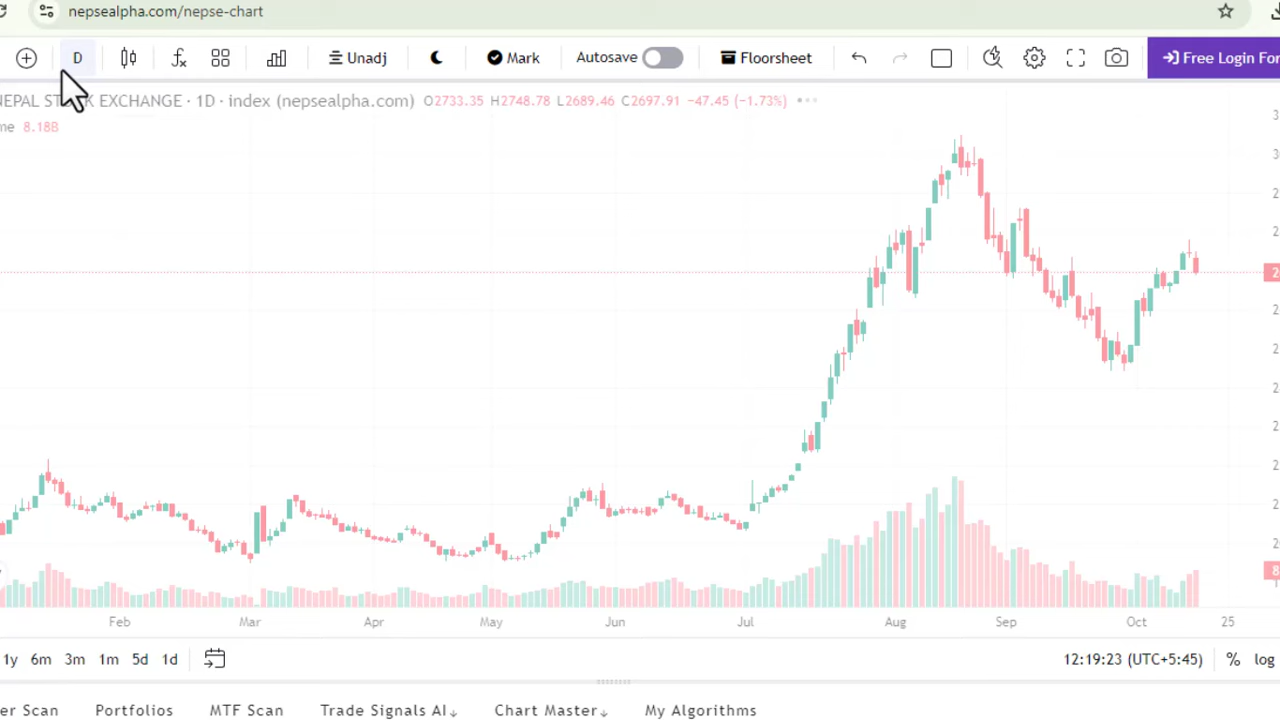 nepsealpha.com/nepse-chart
D Unadj Mark Autosave Floorsheet Free Login For
NEPAL ST K EXCHANGE · 1D · index (nepsealpha.com) O2733.35 H2748.78 L2689.46 C2697.91 −47.45 (−1.73%)
me 8.18B
Feb Mar Apr May Jun Jul Aug Sep Oct 25
1y 6m 3m 1m 5d 1d 12:19:23 (UTC+5:45) % log
er Scan Portfolios MTF Scan Trade Signals AI↓ Chart Master↓ My Algorithms